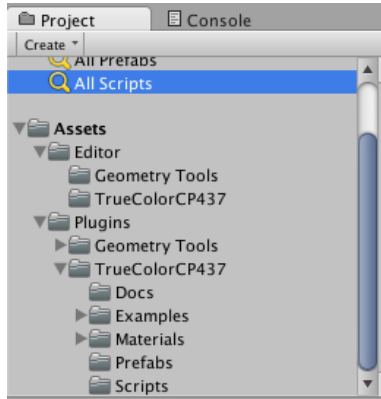 Project Console
Create
All Prefabs
All Scripts
Assets
Editor
Geometry Tools
TrueColorCP437
Plugins
Geometry Tools
TrueColorCP437
Docs
Examples
Materials
Prefabs
Scripts